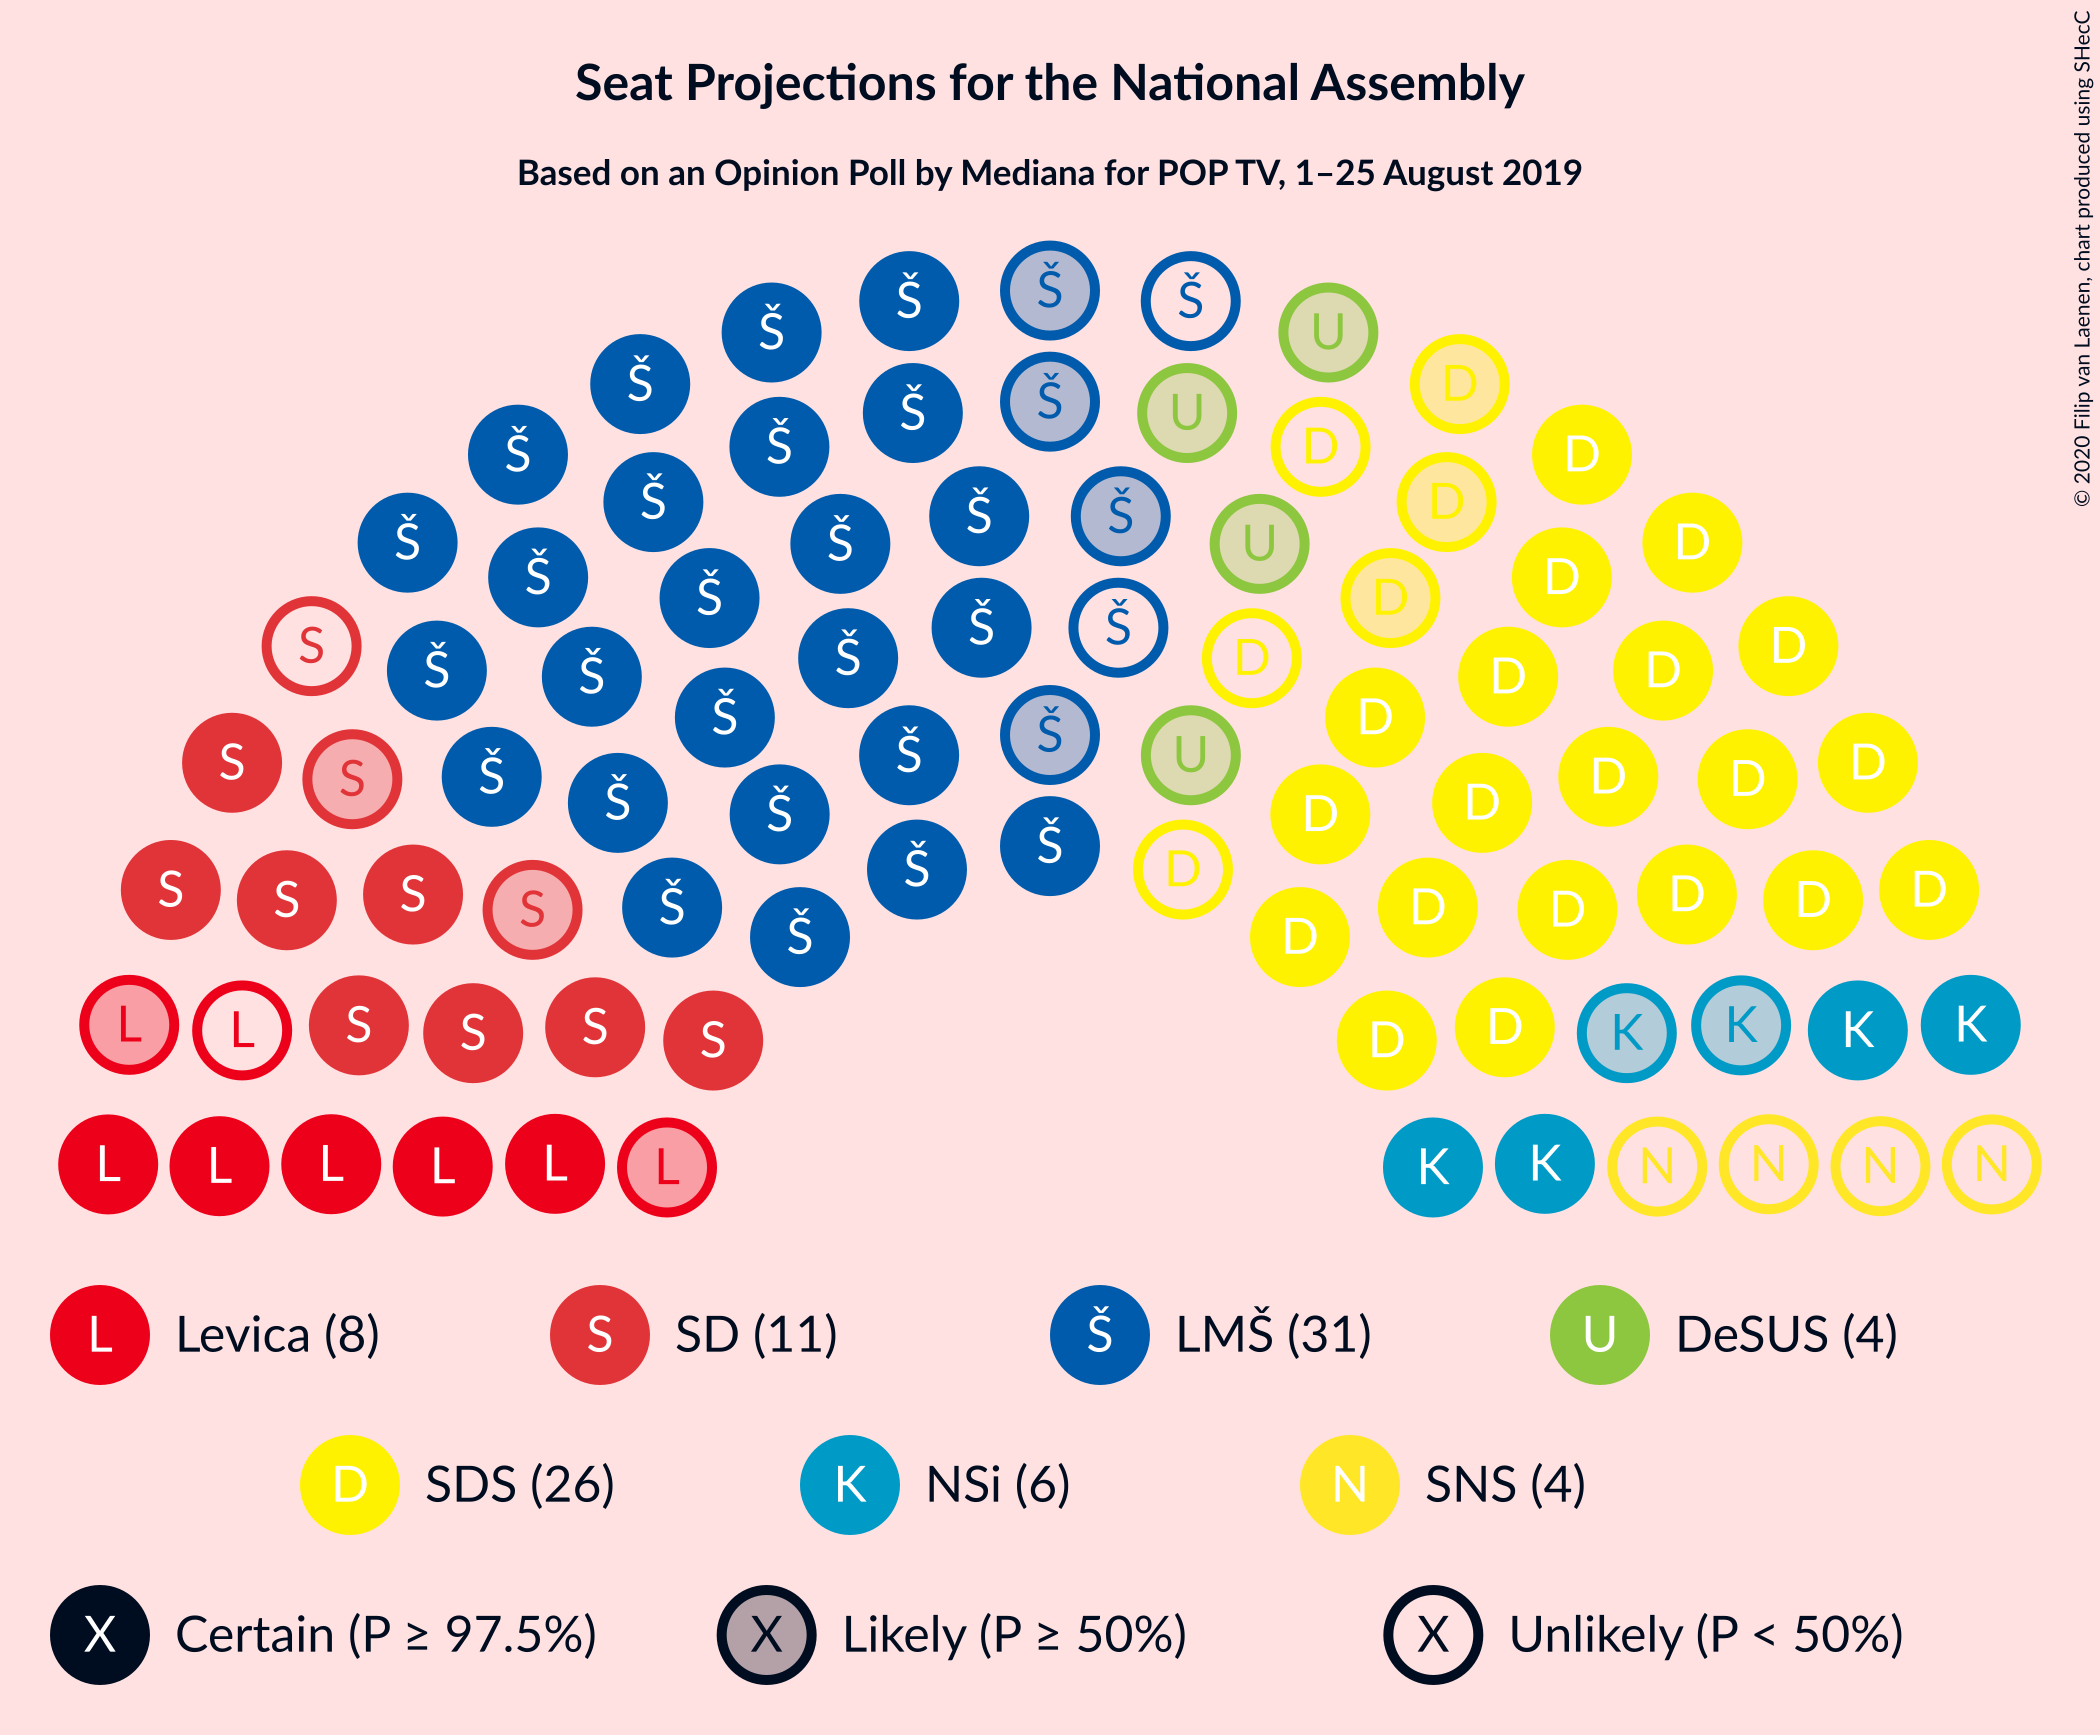 Seat Projections for the National Assembly
Based on an Opinion Poll by Mediana for POP TV, 1–25 August 2019
© 2020 Filip van Laenen, chart produced using SHecC
Š Š Š Š U
Š D
Š Š Š U D
Š Š D D
Š Š Š U
Š Š D D
Š Š Š D
S Š Š Š D D D D
Š D
S S Š Š Š Š U D D D D
Š Š D D
S S S S Š Š Š Š D D D D D D D D
L L S S S S D D K K K K
L L L L L L K K N N N N
L Levica (8) S SD (11) Š LMŠ (31) U DeSUS (4)
D SDS (26) K NSi (6) N SNS (4)
X Certain (P ≥ 97.5%) X Likely (P ≥ 50%) X Unlikely (P < 50%)